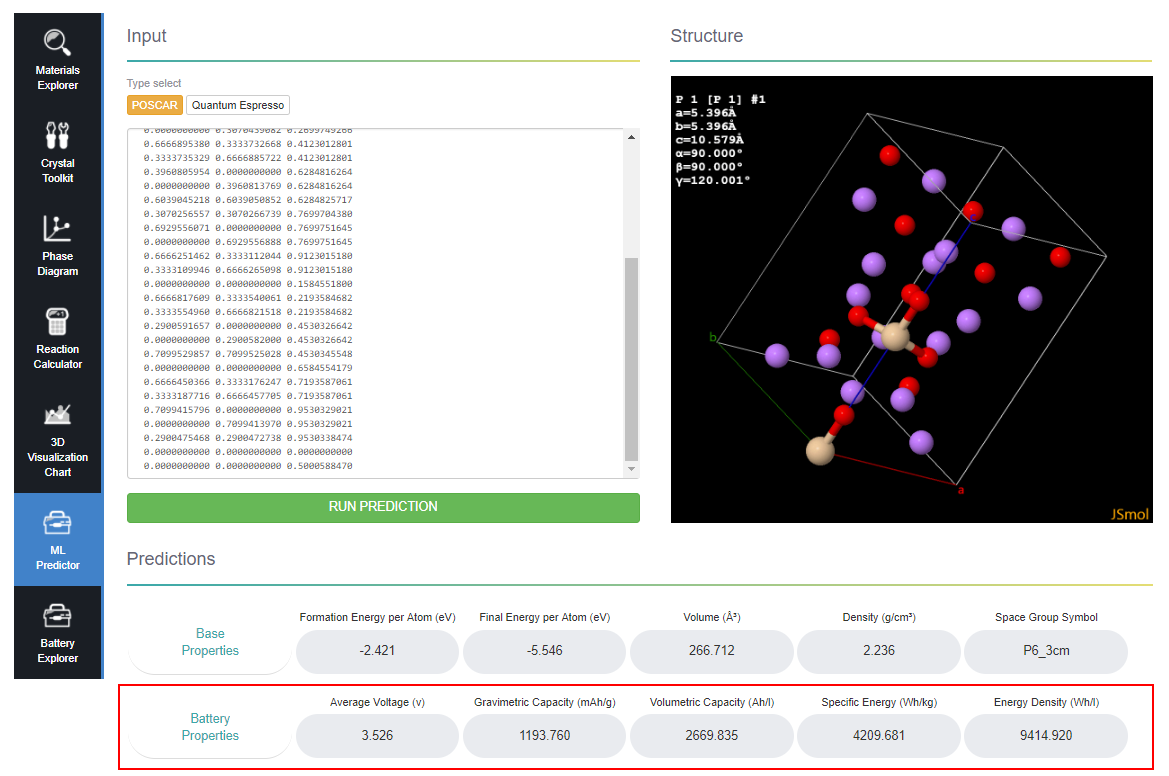 Materials
Explorer
Crystal
Toolkit
Phase
Diagram
Reaction
Calculator
3D
Visualization
Chart
ML
Predictor
Battery
Explorer
Input
Type select
POSCAR Quantum Espresso
0.0000000000 0.3070439082 0.2699749266
0.6666895380 0.3333732668 0.4123012801
0.3333735329 0.6666885722 0.4123012801
0.3960805954 0.0000000000 0.6284816264
0.0000000000 0.3960813769 0.6284816264
0.6039045218 0.6039050852 0.6284825717
0.3070256557 0.3070266739 0.7699704380
0.6929556071 0.0000000000 0.7699751645
0.0000000000 0.6929556888 0.7699751645
0.6666251462 0.3333112044 0.9123015180
0.3333109946 0.6666265098 0.9123015180
0.0000000000 0.0000000000 0.1584551800
0.6666817609 0.3333540061 0.2193584682
0.3333554960 0.6666821518 0.2193584682
0.2900591657 0.0000000000 0.4530326642
0.0000000000 0.2900582000 0.4530326642
0.7099529857 0.7099525028 0.4530345548
0.0000000000 0.0000000000 0.6584554179
0.6666450366 0.3333176247 0.7193587061
0.3333187716 0.6666457705 0.7193587061
0.7099415796 0.0000000000 0.9530329021
0.0000000000 0.7099413970 0.9530329021
0.2900475468 0.2900472738 0.9530338474
0.0000000000 0.0000000000 0.0000000000
0.0000000000 0.0000000000 0.5000588470
RUN PREDICTION
Structure
P 1 [P 1] #1
a=5.396Å
b=5.396Å
c=10.579Å
α=90.000°
β=90.000°
γ=120.001°
c
b
a
JSmol
Predictions
Formation Energy per Atom (eV) Final Energy per Atom (eV) Volume (Å³) Density (g/cm³) Space Group Symbol
Base
Properties
-2.421 -5.546 266.712 2.236 P6_3cm
Average Voltage (v) Gravimetric Capacity (mAh/g) Volumetric Capacity (Ah/l) Specific Energy (Wh/kg) Energy Density (Wh/l)
Battery
Properties
3.526 1193.760 2669.835 4209.681 9414.920